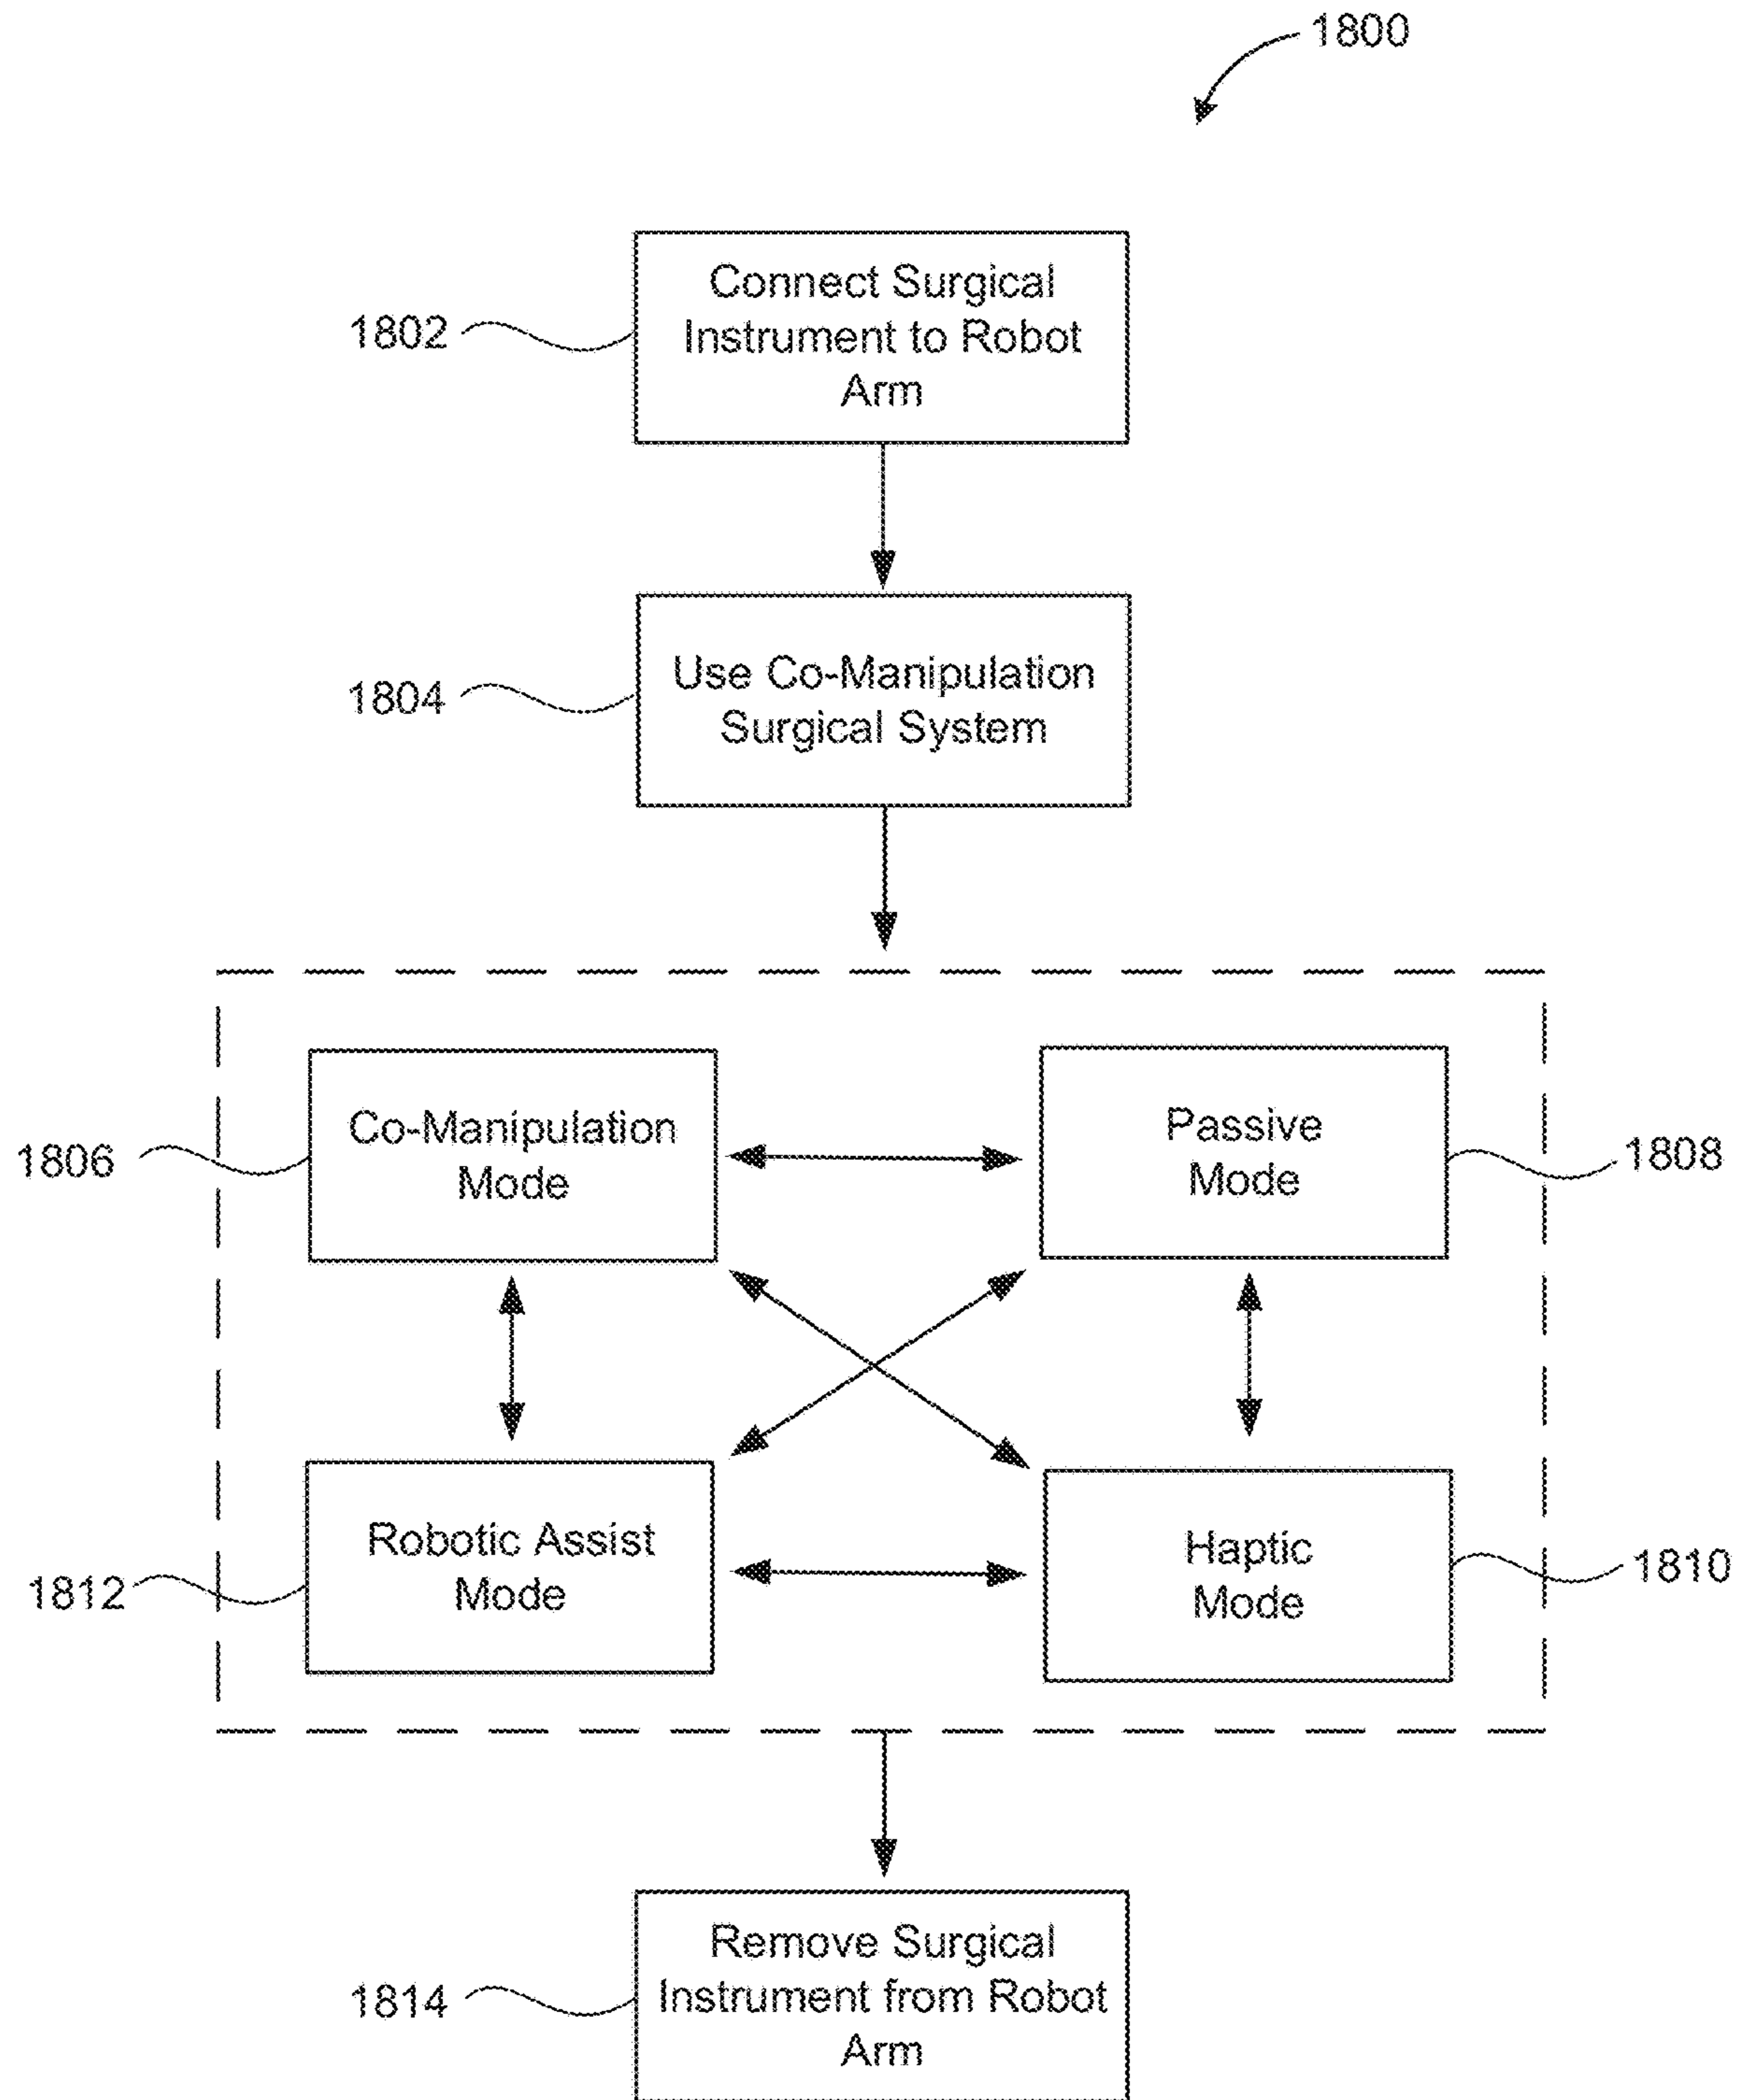 1800
Connect Surgical
Instrument to Robot
Arm
1802
Use Co-Manipulation
Surgical System
1804
Co-Manipulation
Mode
1806
Passive
Mode
1808
Robotic Assist
Mode
1812
Haptic
Mode
1810
Remove Surgical
Instrument from Robot
Arm
1814